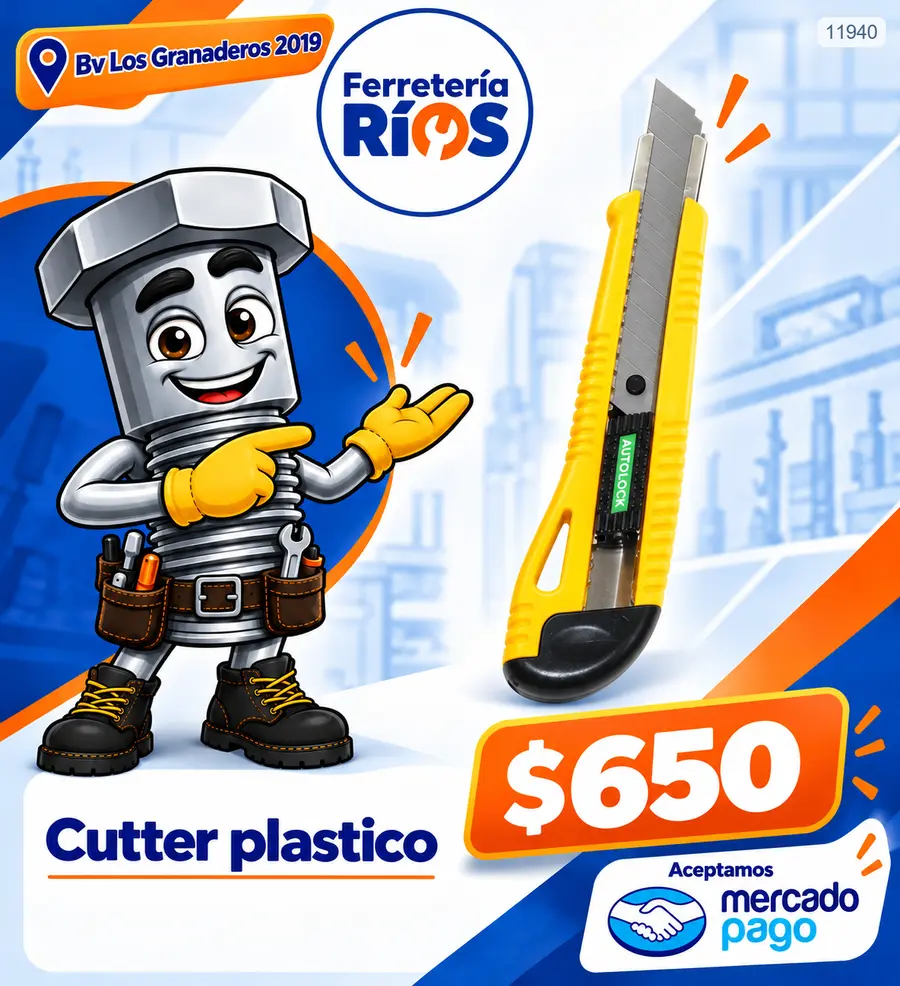 Bv Los Granaderos 2019
Ferretería
RÍOS
11940
AUTOLOCK
$650
Cutter plastico
Aceptamos
mercado
pago